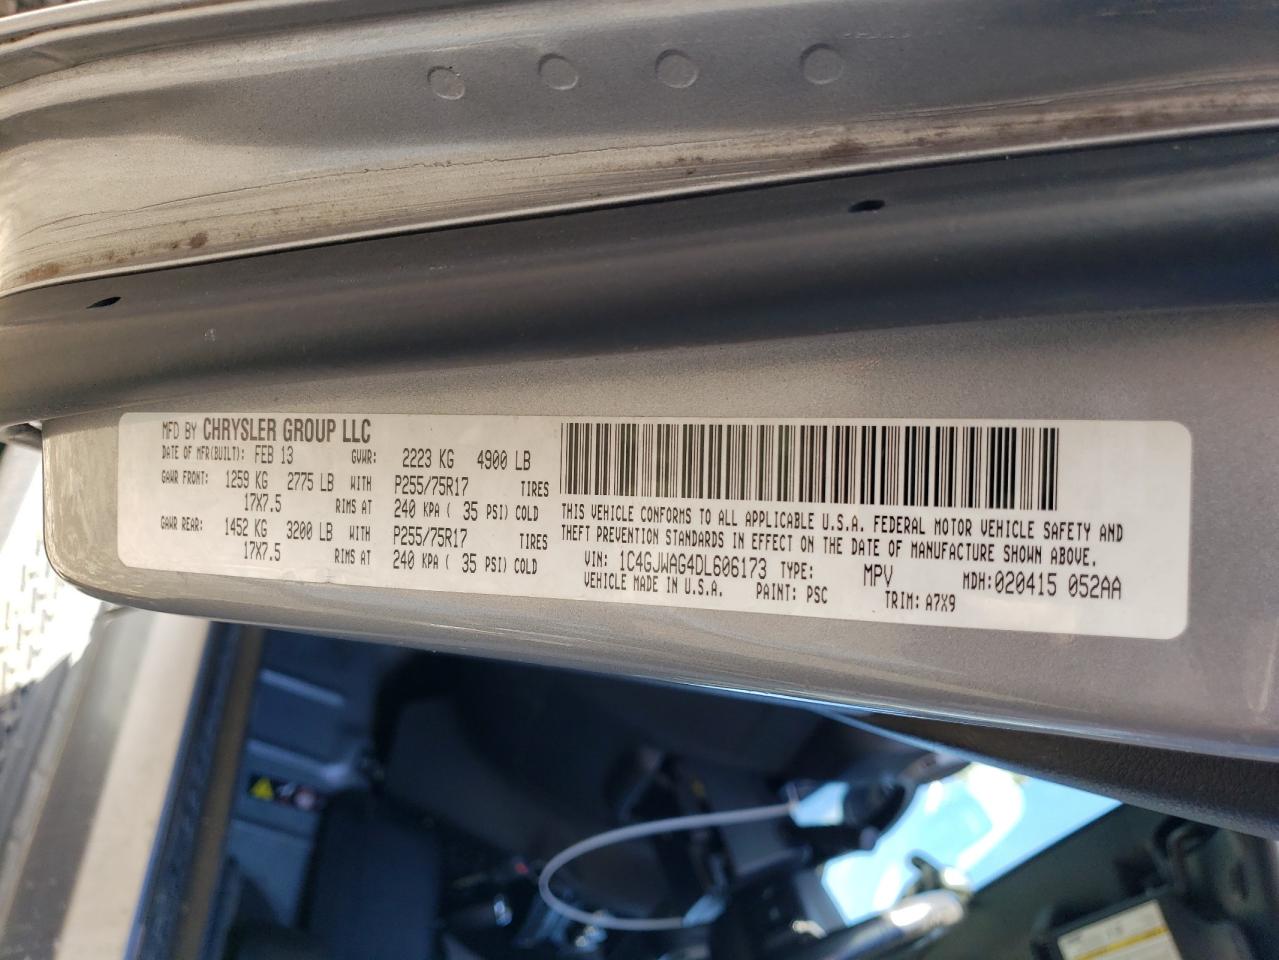 MFD BY CHRYSLER GROUP LLC
DATE OF MFR(BUILT): FEB 13 GVWR: 2223 KG 4900 LB
GAWR FRONT: 1259 KG 2775 LB WITH P255/75R17 TIRES
17X7.5 RIMS AT 240 KPA ( 35 PSI) COLD
GAWR REAR: 1452 KG 3200 LB WITH P255/75R17 TIRES
17X7.5 RIMS AT 240 KPA ( 35 PSI) COLD
THIS VEHICLE CONFORMS TO ALL APPLICABLE U.S.A. FEDERAL MOTOR VEHICLE SAFETY AND
THEFT PREVENTION STANDARDS IN EFFECT ON THE DATE OF MANUFACTURE SHOWN ABOVE.
VIN: 1C4GJWAG4DL606173 TYPE: MPV MDH: 020415 052AA
VEHICLE MADE IN U.S.A. PAINT: PSC TRIM: A7X9